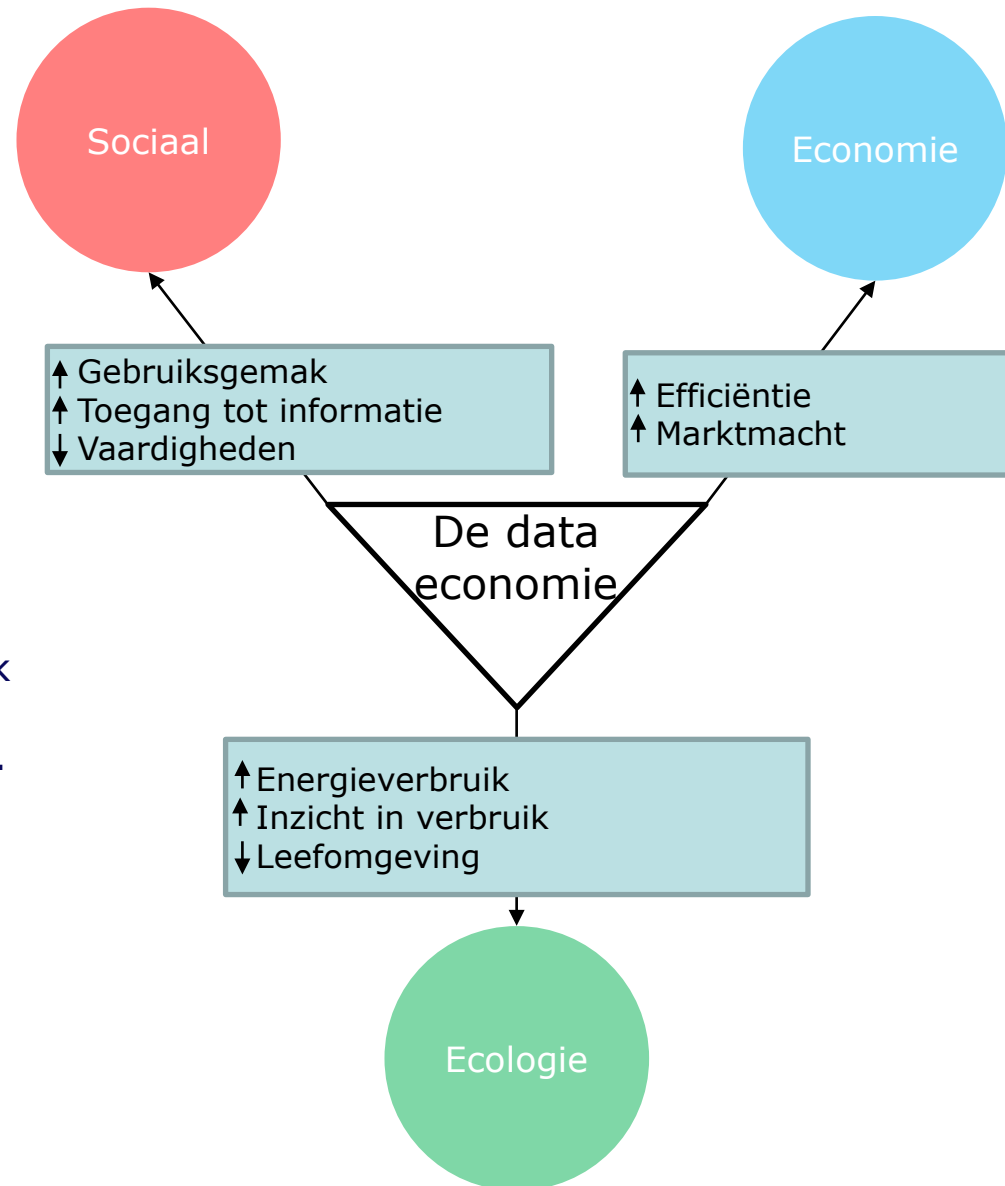 Sociaal
Economie
↑ Gebruiksgemak
↑ Toegang tot informatie
↓ Vaardigheden
↑ Efficiëntie
↑ Marktmacht
De data
economie
k
.
↑ Energieverbruik
↑ Inzicht in verbruik
↓ Leefomgeving
Ecologie